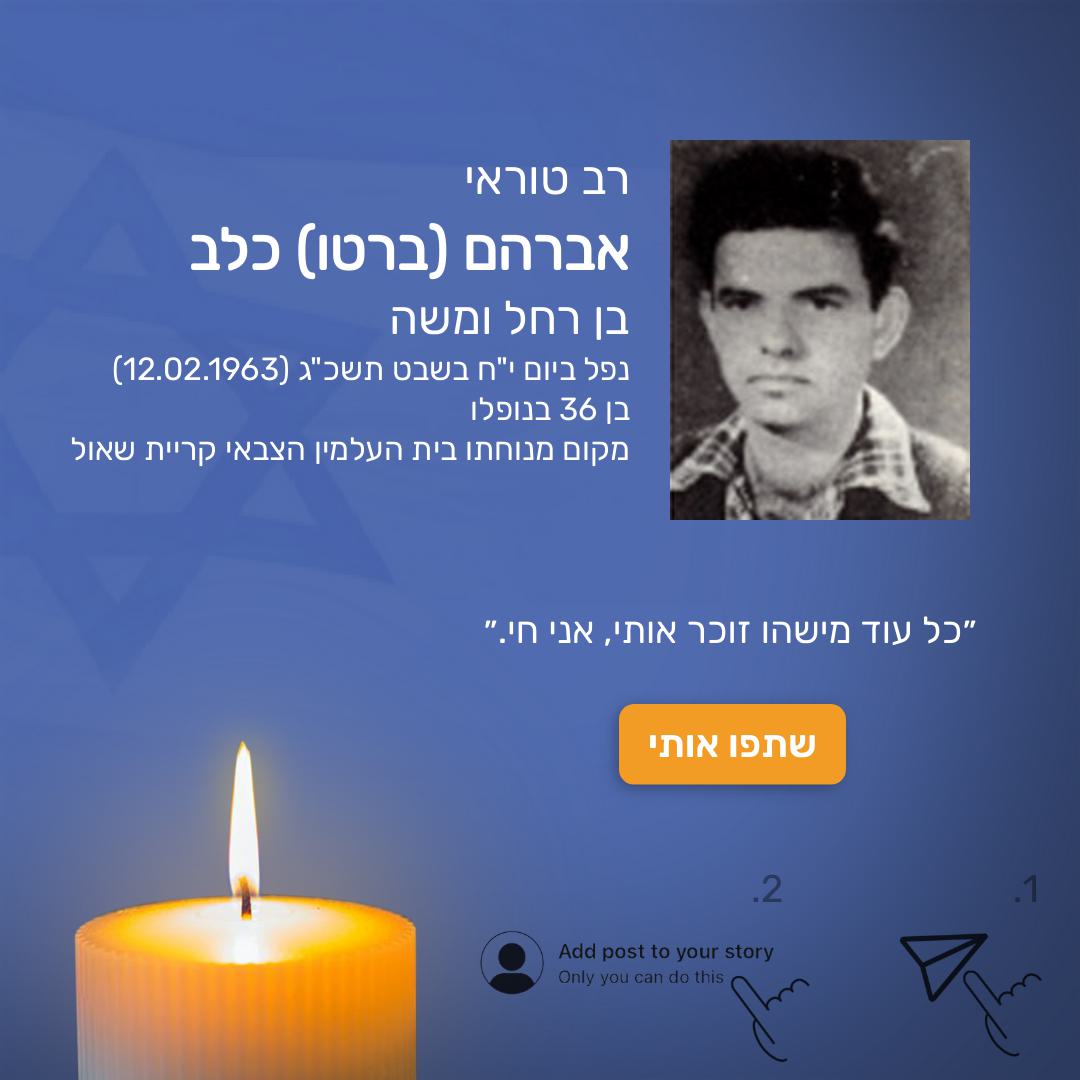 רב טוראי
אברהם (ברטו) כלב
בן רחל ומשה
נפל ביום י"ח בשבט תשכ"ג (12.02.1963)
בן 36 בנופלו
מקום מנוחתו בית העלמין הצבאי קריית שאול
״כל עוד מישהו זוכר אותי, אני חי.״
שתפו אותי
.1
.2
Add post to your story
Only you can do this